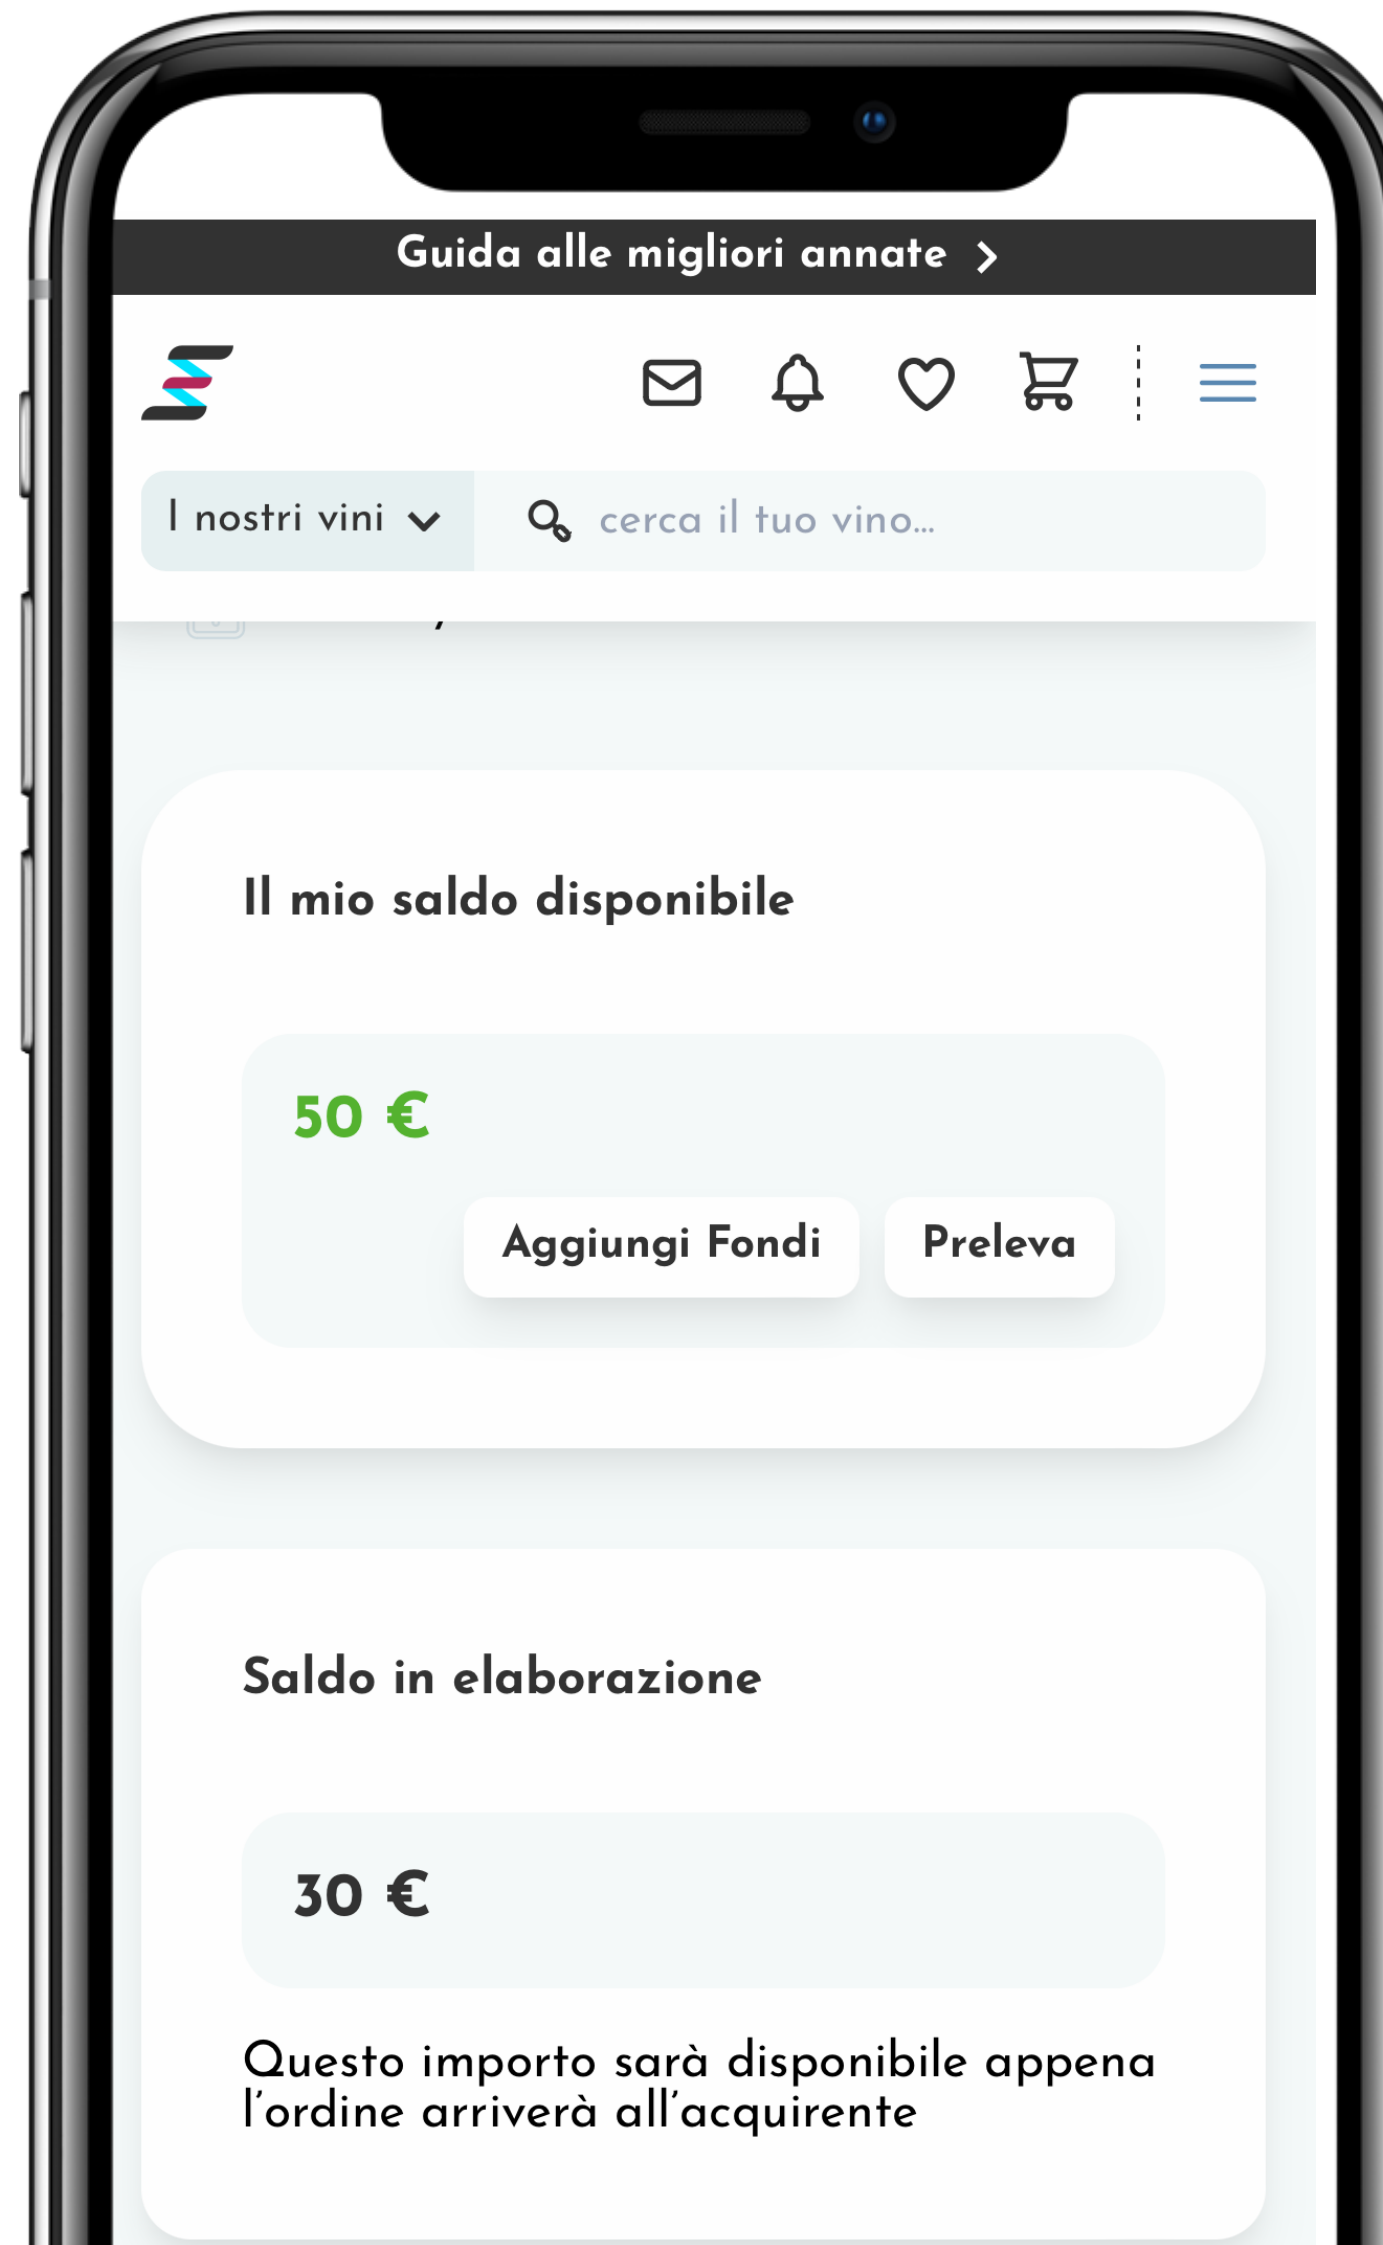 Guida alle migliori annate
I nostri vini
cerca il tuo vino...
Il mio saldo disponibile
50 €
Aggiungi Fondi
Preleva
Saldo in elaborazione
30 €
Questo importo sarà disponibile appena
l'ordine arriverà all'acquirente